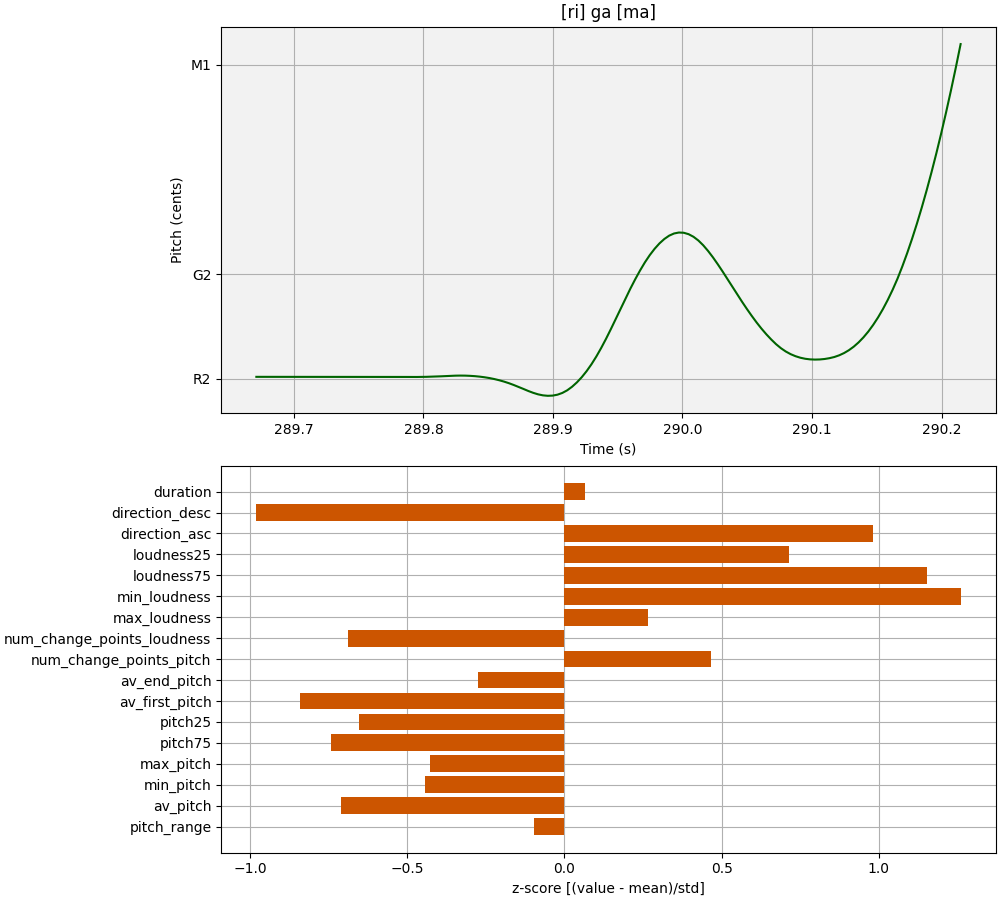 [ri] ga [ma]
M1
G2
R2
Pitch (cents)
289.7 289.8 289.9 290.0 290.1 290.2
Time (s)
duration
direction_desc
direction_asc
loudness25
loudness75
min_loudness
max_loudness
num_change_points_loudness
num_change_points_pitch
av_end_pitch
av_first_pitch
pitch25
pitch75
max_pitch
min_pitch
av_pitch
pitch_range
−1.0 −0.5 0.0 0.5 1.0
z-score [(value - mean)/std]